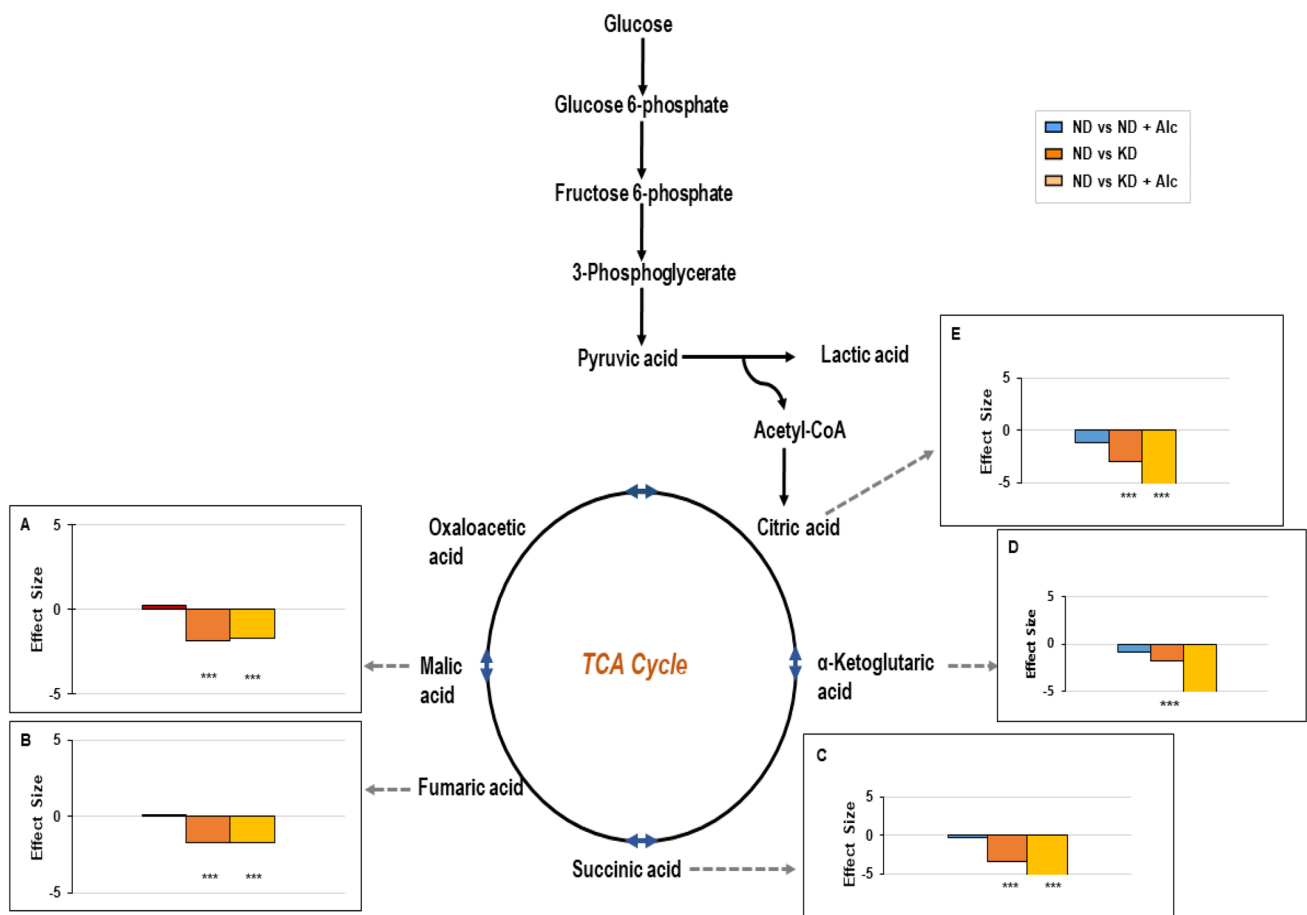 Glucose
Glucose 6-phosphate
ND vs ND + Alc
ND vs KD
ND vs KD + Alc
Fructose 6-phosphate
3-Phosphoglycerate
Pyruvic acid
Lactic acid
Acetyl-CoA
E
Effect Size
5
0
-5
*** ***
Oxaloacetic
acid
Citric acid
A
Effect Size
5
0
-5
*** ***
TCA Cycle
Malic
acid
α-Ketoglutaric
acid
D
Effect Size
5
0
-5
***
B
Effect Size
5
0
-5
*** ***
Fumaric acid
Succinic acid
C
Effect Size
5
0
-5
*** ***